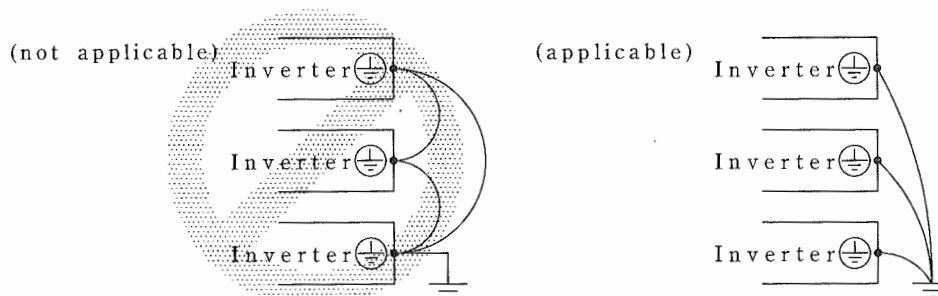 (not applicable)
Inverter
Inverter
Inverter
(applicable)
Inverter
Inverter
Inverter